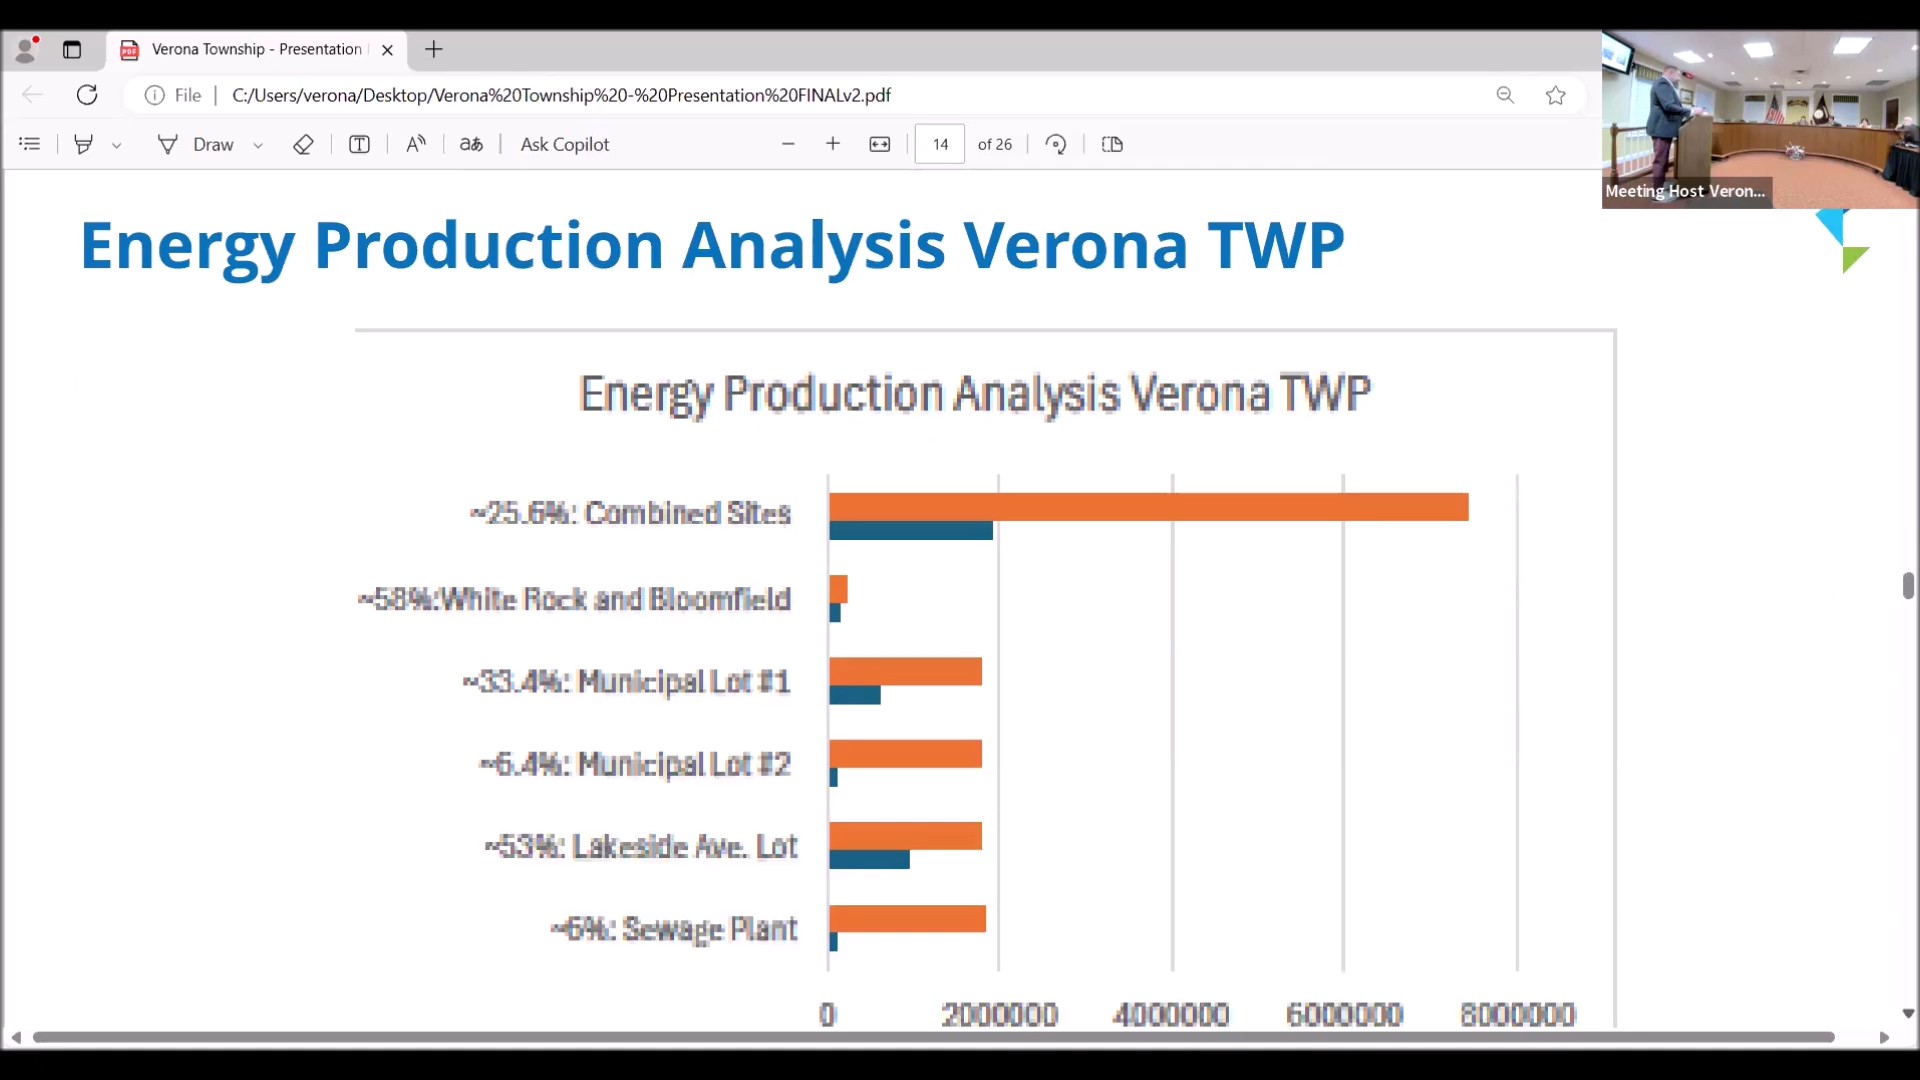 Verona Township - Presentation
File
C:/Users/verona/Desktop/Verona%20Township%20-%20Presentation%20FINALv2.pdf
Draw
Ask Copilot
14 of 26
Meeting Host Veron...
Energy Production Analysis Verona TWP
Energy Production Analysis Verona TWP
~25.6%: Combined Sites
~58%:White Rock and Bloomfield
~33.4%: Municipal Lot #1
~6.4%: Municipal Lot #2
~53%: Lakeside Ave. Lot
~6%: Sewage Plant
0 2000000 4000000 6000000 8000000